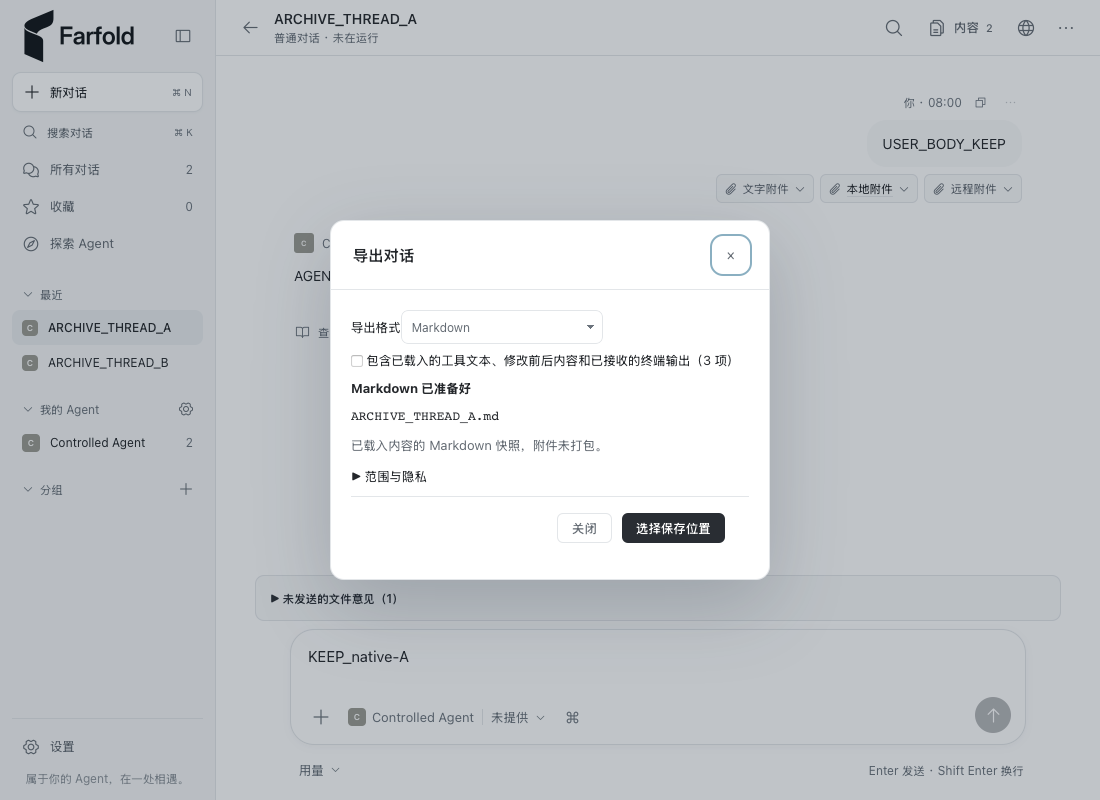 Farfold
新对话 ⌘ N
搜索对话 ⌘ K
所有对话 2
收藏 0
探索 Agent
最近
C ARCHIVE_THREAD_A
C ARCHIVE_THREAD_B
我的 Agent
C Controlled Agent 2
分组
设置
属于你的 Agent，在一处相遇。
ARCHIVE_THREAD_A
普通对话 · 未在运行
内容 2
你 · 08:00
USER_BODY_KEEP
文字附件
本地附件
远程附件
C C
AGEN
查
导出对话
×
导出格式 Markdown
包含已载入的工具文本、修改前后内容和已接收的终端输出（3 项）
Markdown 已准备好
ARCHIVE_THREAD_A.md
已载入内容的 Markdown 快照，附件未打包。
范围与隐私
关闭
选择保存位置
未发送的文件意见（1）
KEEP_native-A
C Controlled Agent 未提供 ⌘
用量
Enter 发送 · Shift Enter 换行